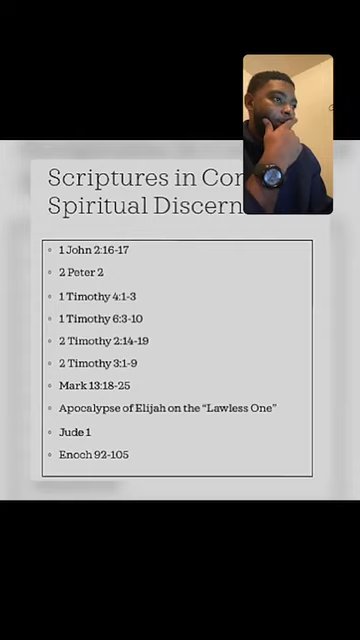 Scriptures in Con
Spiritual Discern
1 John 2:16-17
2 Peter 2
1 Timothy 4:1-3
1 Timothy 6:3-10
2 Timothy 2:14-19
2 Timothy 3:1-9
Mark 13:18-25
Apocalypse of Elijah on the “Lawless One”
Jude 1
Enoch 92-105